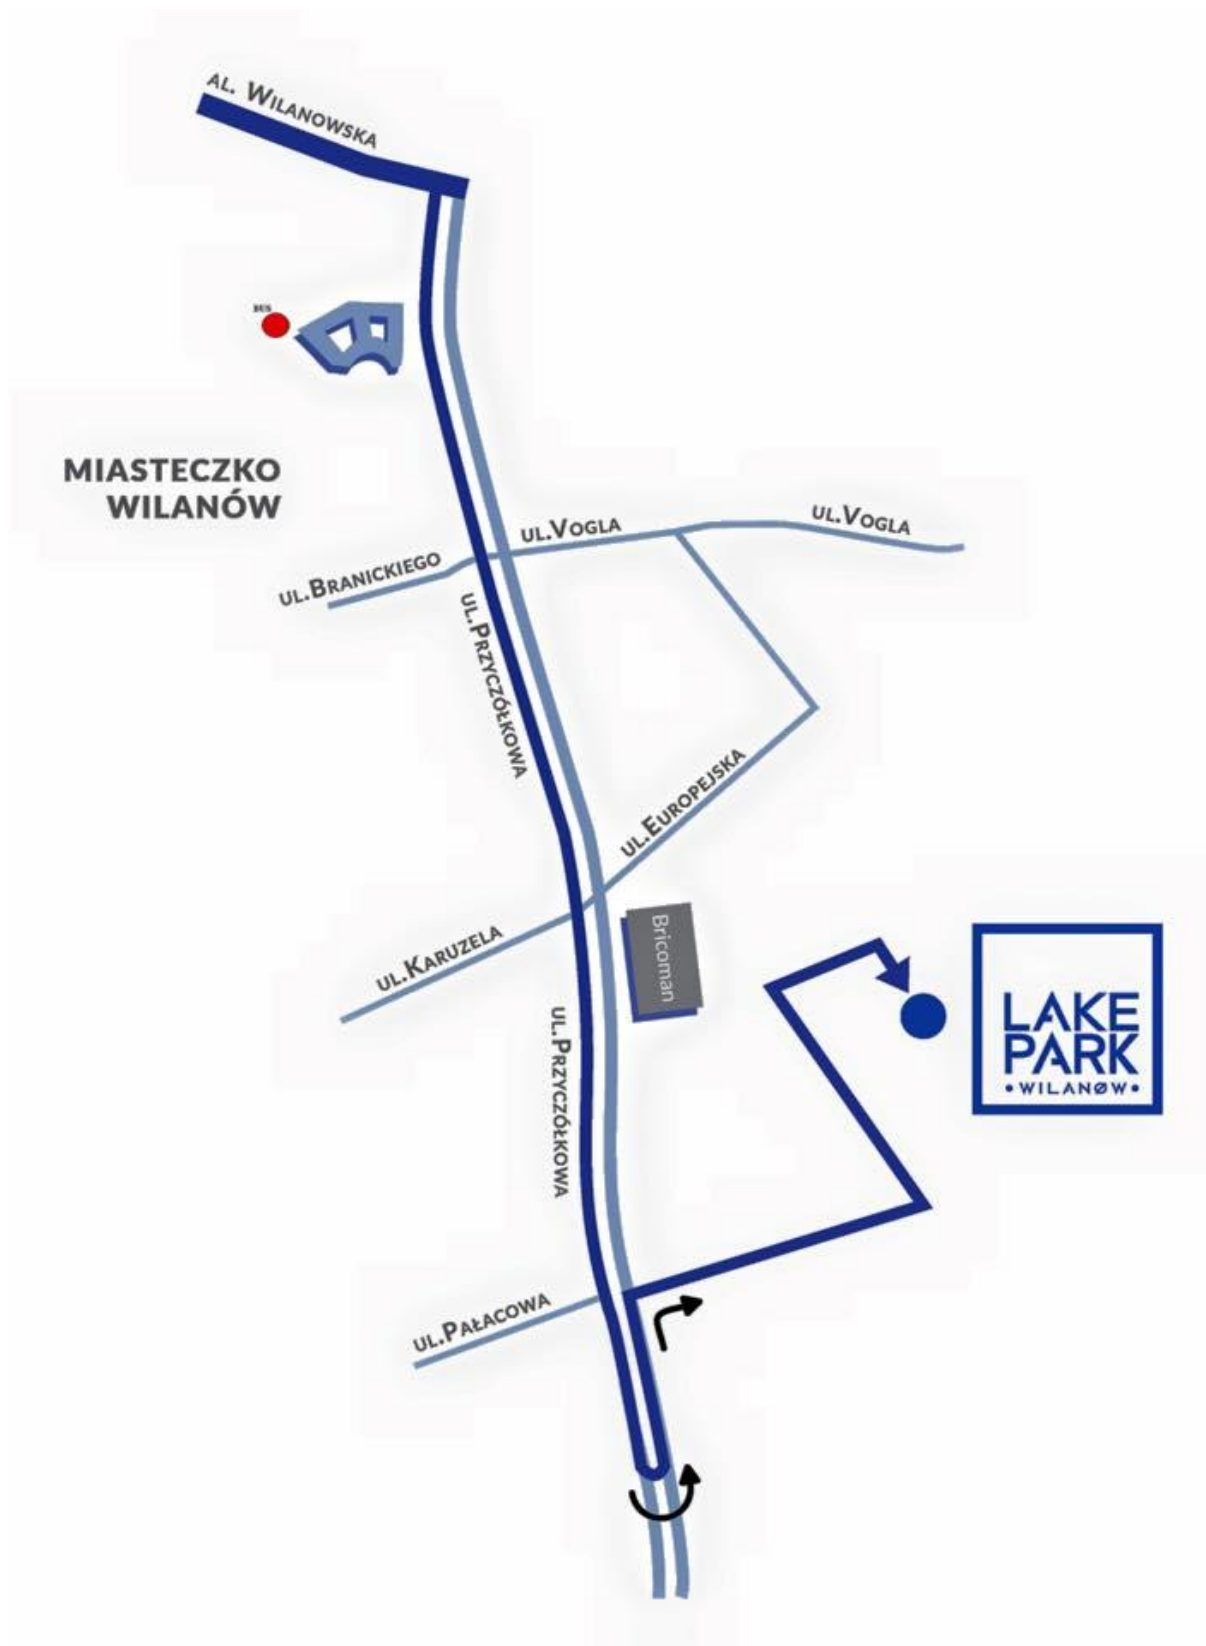 AL. WILANOWSKA
BUS
MIASTECZKO
WILANÓW
UL.VOGLA
UL.VOGLA
UL.BRANICKIEGO
UL.PRZYCZÓŁKOWA
UL.EUROPEJSKA
Bricoman
UL.KARUZELA
LAKE
PARK
•WILANØW•
UL.PRZYCZÓŁKOWA
UL.PAŁACOWA